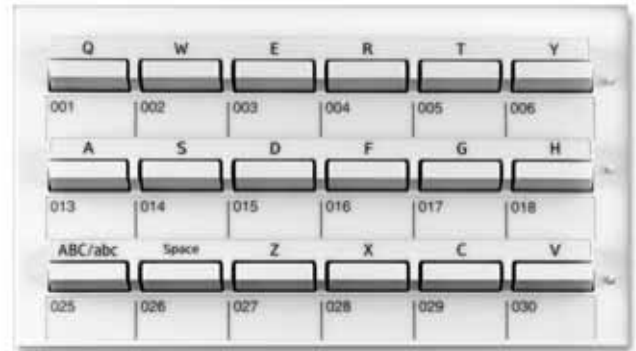 Q W E R T Y
001 002 003 004 005 006
A S D F G H
013 014 015 016 017 018
ABC/abc Space Z X C V
025 026 027 028 029 030